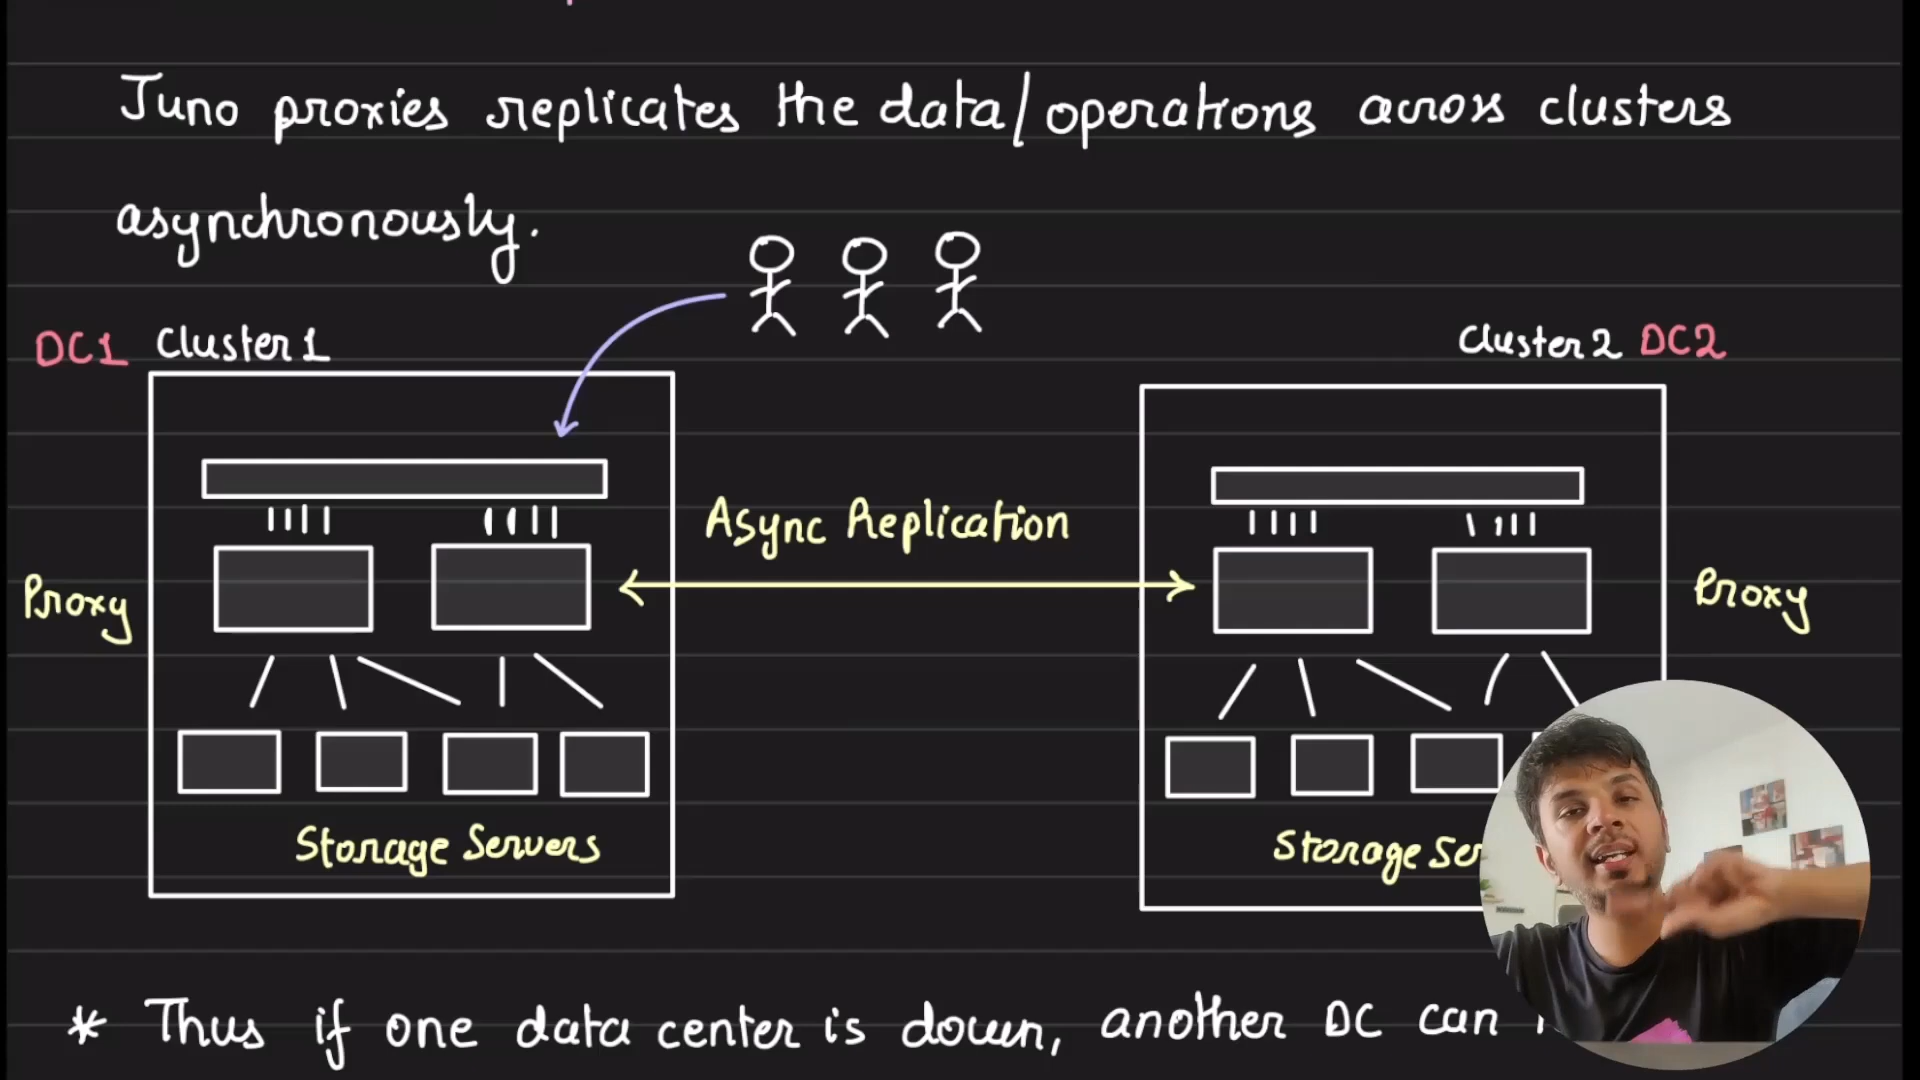 Juno proxies replicates the data/operations across clusters
asynchronously.
DC1 Cluster 1
Cluster 2 DC2
Async Replication
Proxy
Proxy
Storage Servers
Storage Ser
* Thus if one data center is down, another DC can